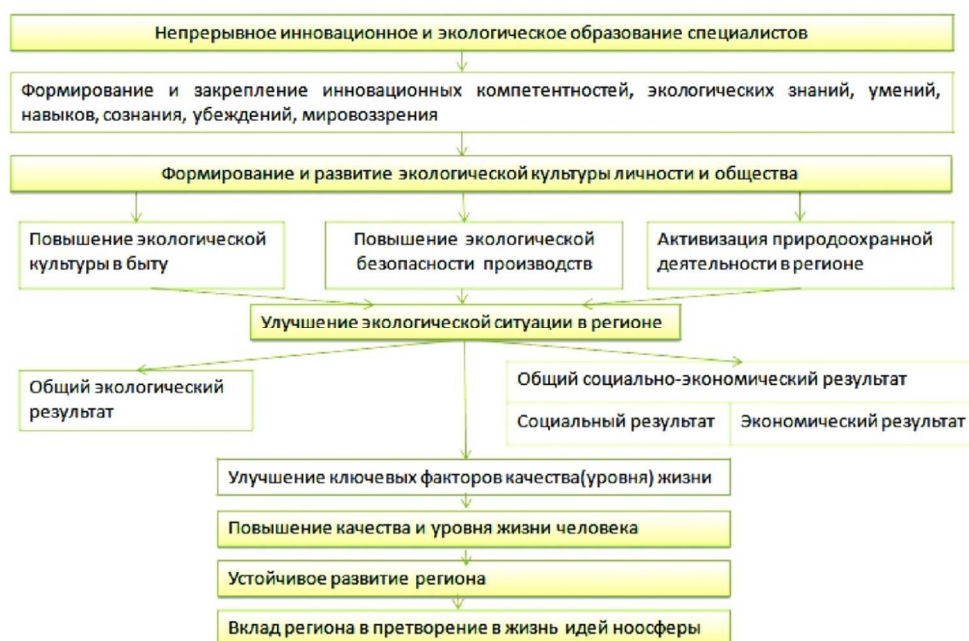 Непрерывное инновационное и экологическое образование специалистов
Формирование и закрепление инновационных компетентностей, экологических знаний, умений,
навыков, сознания, убеждений, мировоззрения
Формирование и развитие экологической культуры личности и общества
Повышение экологической
культуры в быту
Повышение экологической
безопасности производств
Активизация природоохранной
деятельности в регионе
Улучшение экологической ситуации в регионе
Общий экологический
результат
Общий социально-экономический результат
Социальный результат
Экономический результат
Улучшение ключевых факторов качества(уровня) жизни
Повышение качества и уровня жизни человека
Устойчивое развитие региона
Вклад региона в претворение в жизнь идей ноосферы